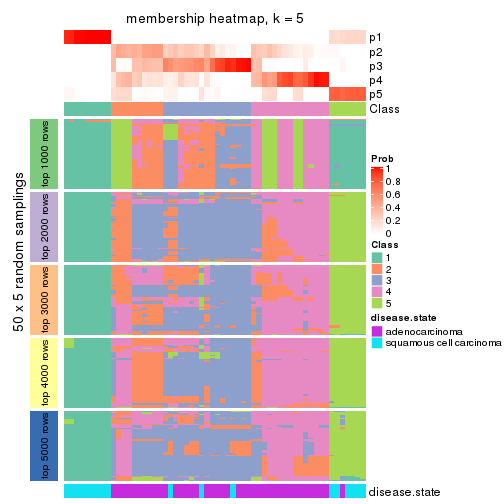 membership heatmap, k = 5
p1
p2
p3
p4
p5
Class
50 x 5 random samplings
top 1000 rows
top 2000 rows
top 3000 rows
top 4000 rows
top 5000 rows
disease.state
Prob
1
0.8
0.6
0.4
0.2
0
Class
1
2
3
4
5
disease.state
adenocarcinoma
squamous cell carcinoma